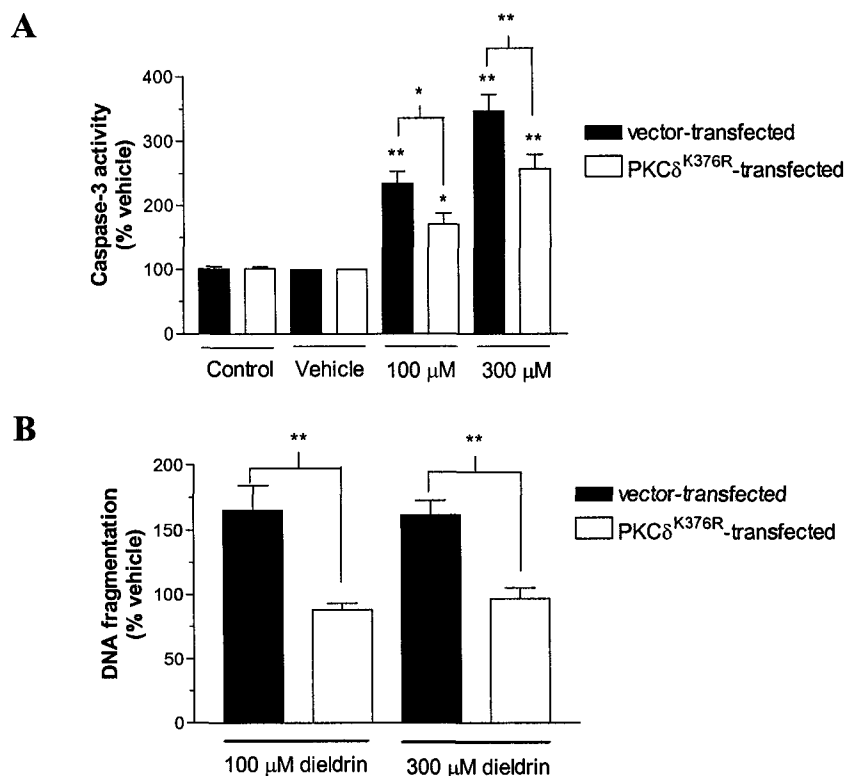 A
Caspase-3 activity
(% vehicle)
400
300
200
100
0
**
**
*
**
*
**
vector-transfected
PKCδK376R-transfected
Control
Vehicle
100 μM
300 μM
B
DNA fragmentation
(% vehicle)
200
150
100
50
0
**
**
vector-transfected
PKCδK376R-transfected
100 μM dieldrin
300 μM dieldrin